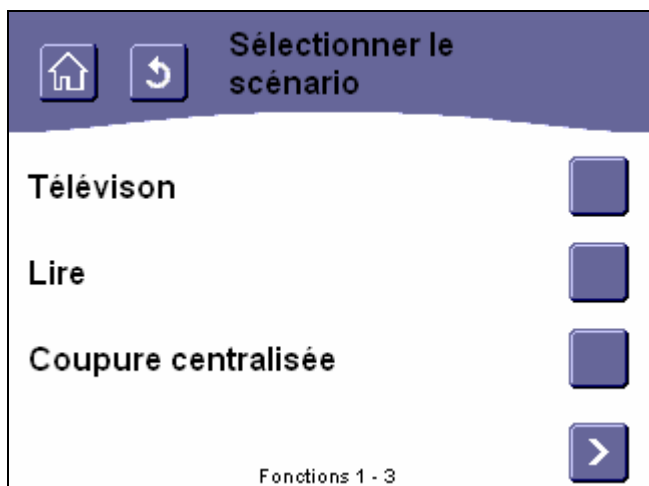 Sélectionner le
scénario
Télévison
Lire
Coupure centralisée
Fonctions 1 - 3